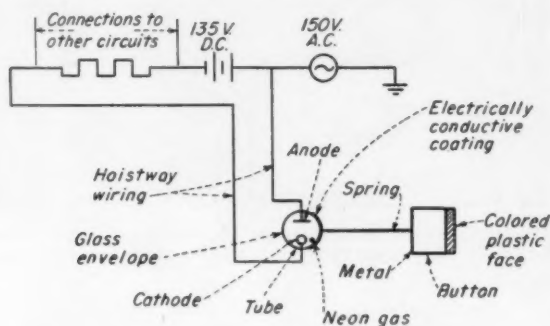 Connections to
other circuits
135 V.
D.C.
150V.
A.C.
Electrically
conductive
coating
Anode
Hoistway
wiring
Spring
Colored
plastic
face
Glass
envelope
Metal
Button
Cathode
Tube
Neon gas